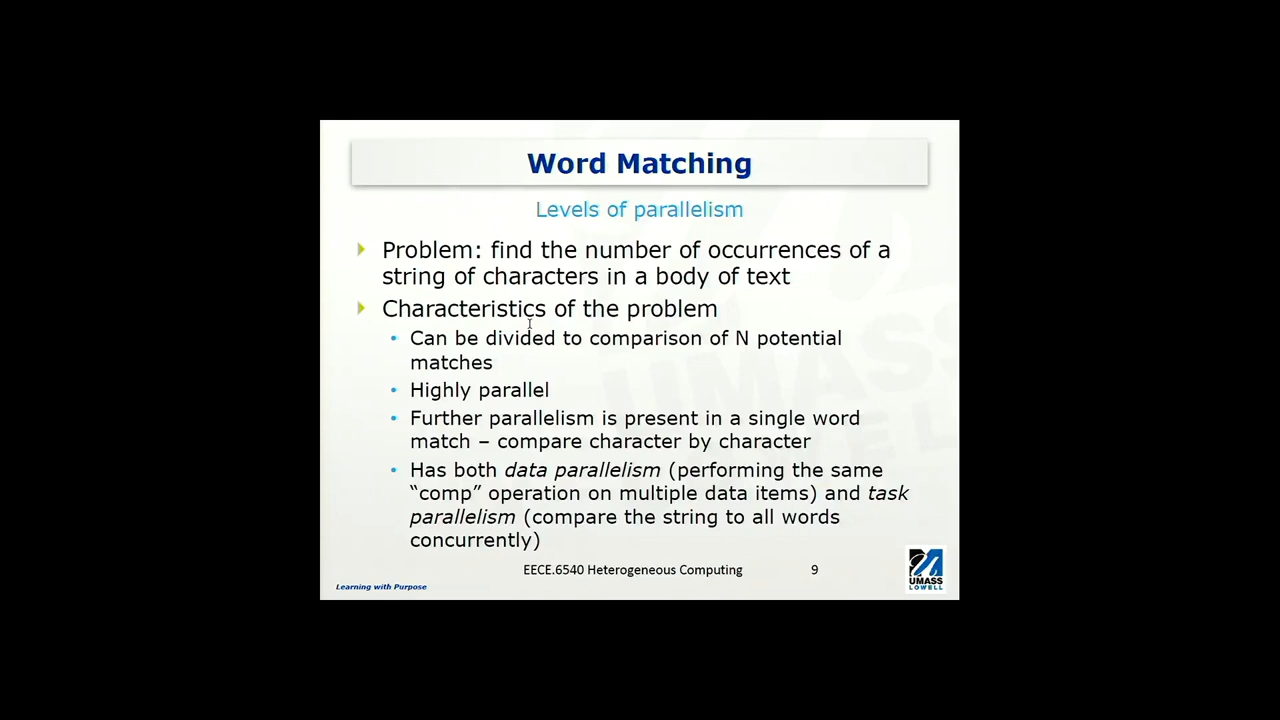 Word Matching
Levels of parallelism
Problem: find the number of occurrences of a
string of characters in a body of text
Characteristics of the problem
Can be divided to comparison of N potential
matches
Highly parallel
Further parallelism is present in a single word
match – compare character by character
Has both data parallelism (performing the same
“comp” operation on multiple data items) and task
parallelism (compare the string to all words
concurrently)
EECE.6540 Heterogeneous Computing 9
Learning with Purpose
UMASS
LOWELL